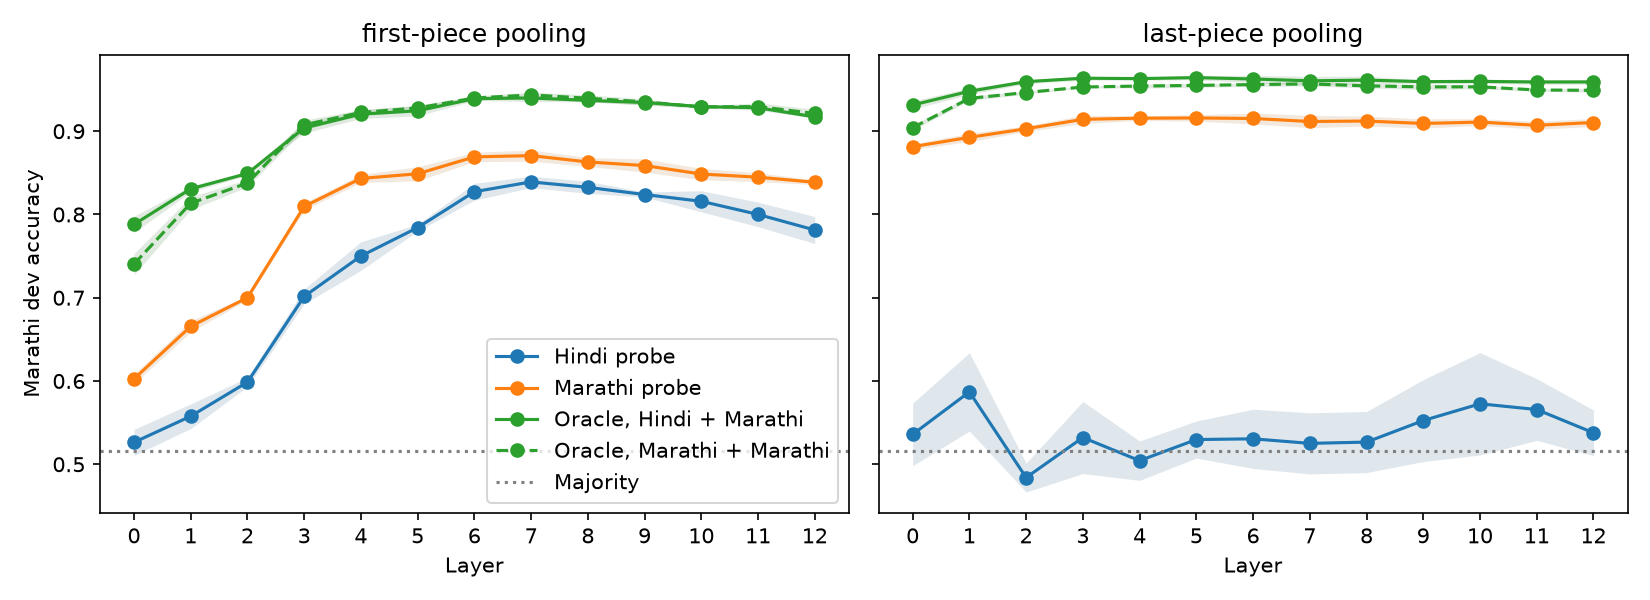 first-piece pooling
last-piece pooling
Marathi dev accuracy
0.9
0.8
0.7
0.6
0.5
Hindi probe
Marathi probe
Oracle, Hindi + Marathi
Oracle, Marathi + Marathi
Majority
0 1 2 3 4 5 6 7 8 9 10 11 12
0 1 2 3 4 5 6 7 8 9 10 11 12
Layer
Layer